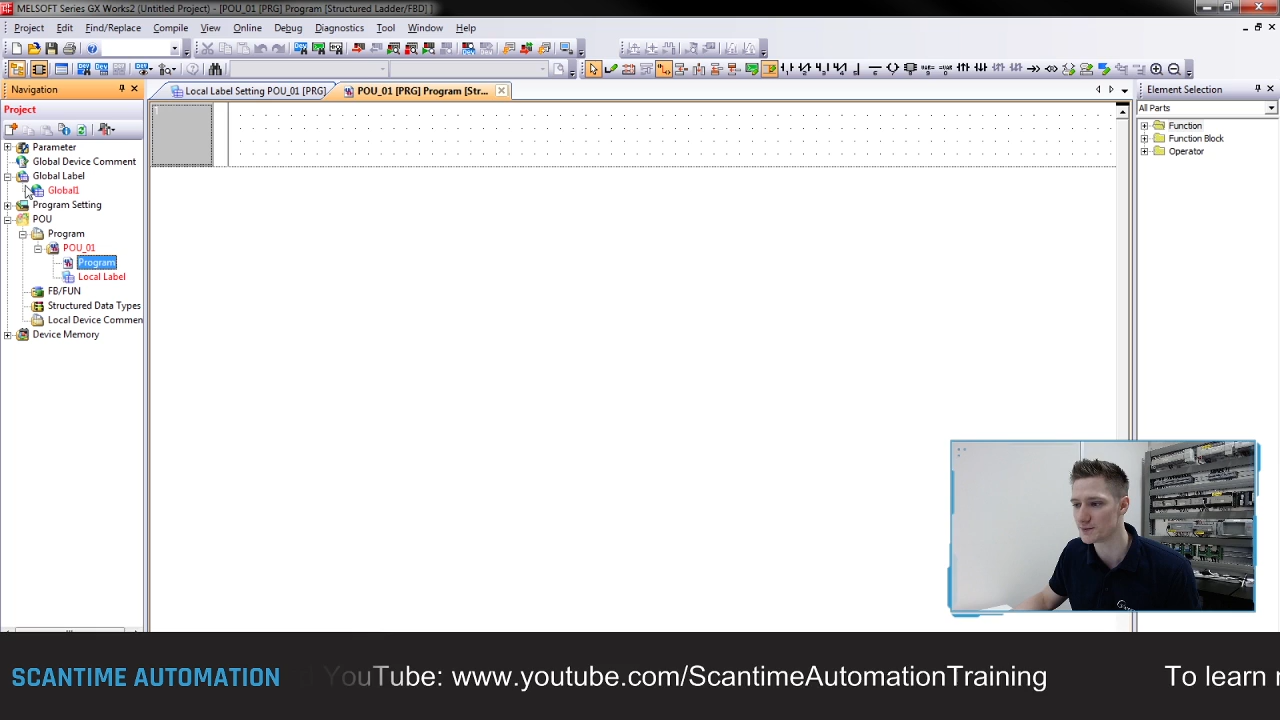 MELSOFT Series GX Works2 (Untitled Project) - [POU_01 [PRG] Program [Structured Ladder/FBD] ]
Project Edit Find/Replace Compile View Online Debug Diagnostics Tool Window Help
Navigation
Local Label Setting POU_01 [PRG]
POU_01 [PRG] Program [Str...
Element Selection
Project
All Parts
Parameter
Global Device Comment
Global Label
Global1
Program Setting
POU
Program
POU_01
Program
Local Label
FB/FUN
Structured Data Types
Local Device Commen
Device Memory
1
Function
Function Block
Operator
SCANTIME AUTOMATION
d YouTube: www.youtube.com/ScantimeAutomationTraining
To learn